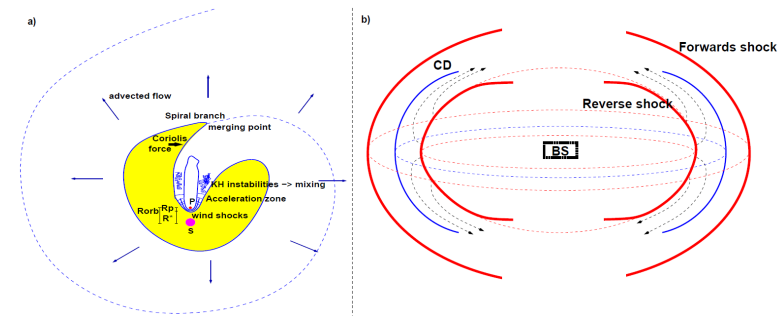 a)
advected flow
Spiral branch
merging point
Coriolis
force
KH instabilities -> mixing
P
Acceleration zone
Rorb
Rp
R*
wind shocks
S
b)
Forwards shock
CD
Reverse shock
BS